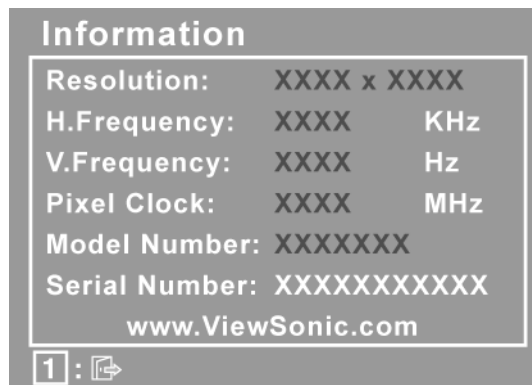 Information
Resolution: XXXX x XXXX
H.Frequency: XXXX KHz
V.Frequency: XXXX Hz
Pixel Clock: XXXX MHz
Model Number: XXXXXXX
Serial Number: XXXXXXXXXXX
www.ViewSonic.com
1 :